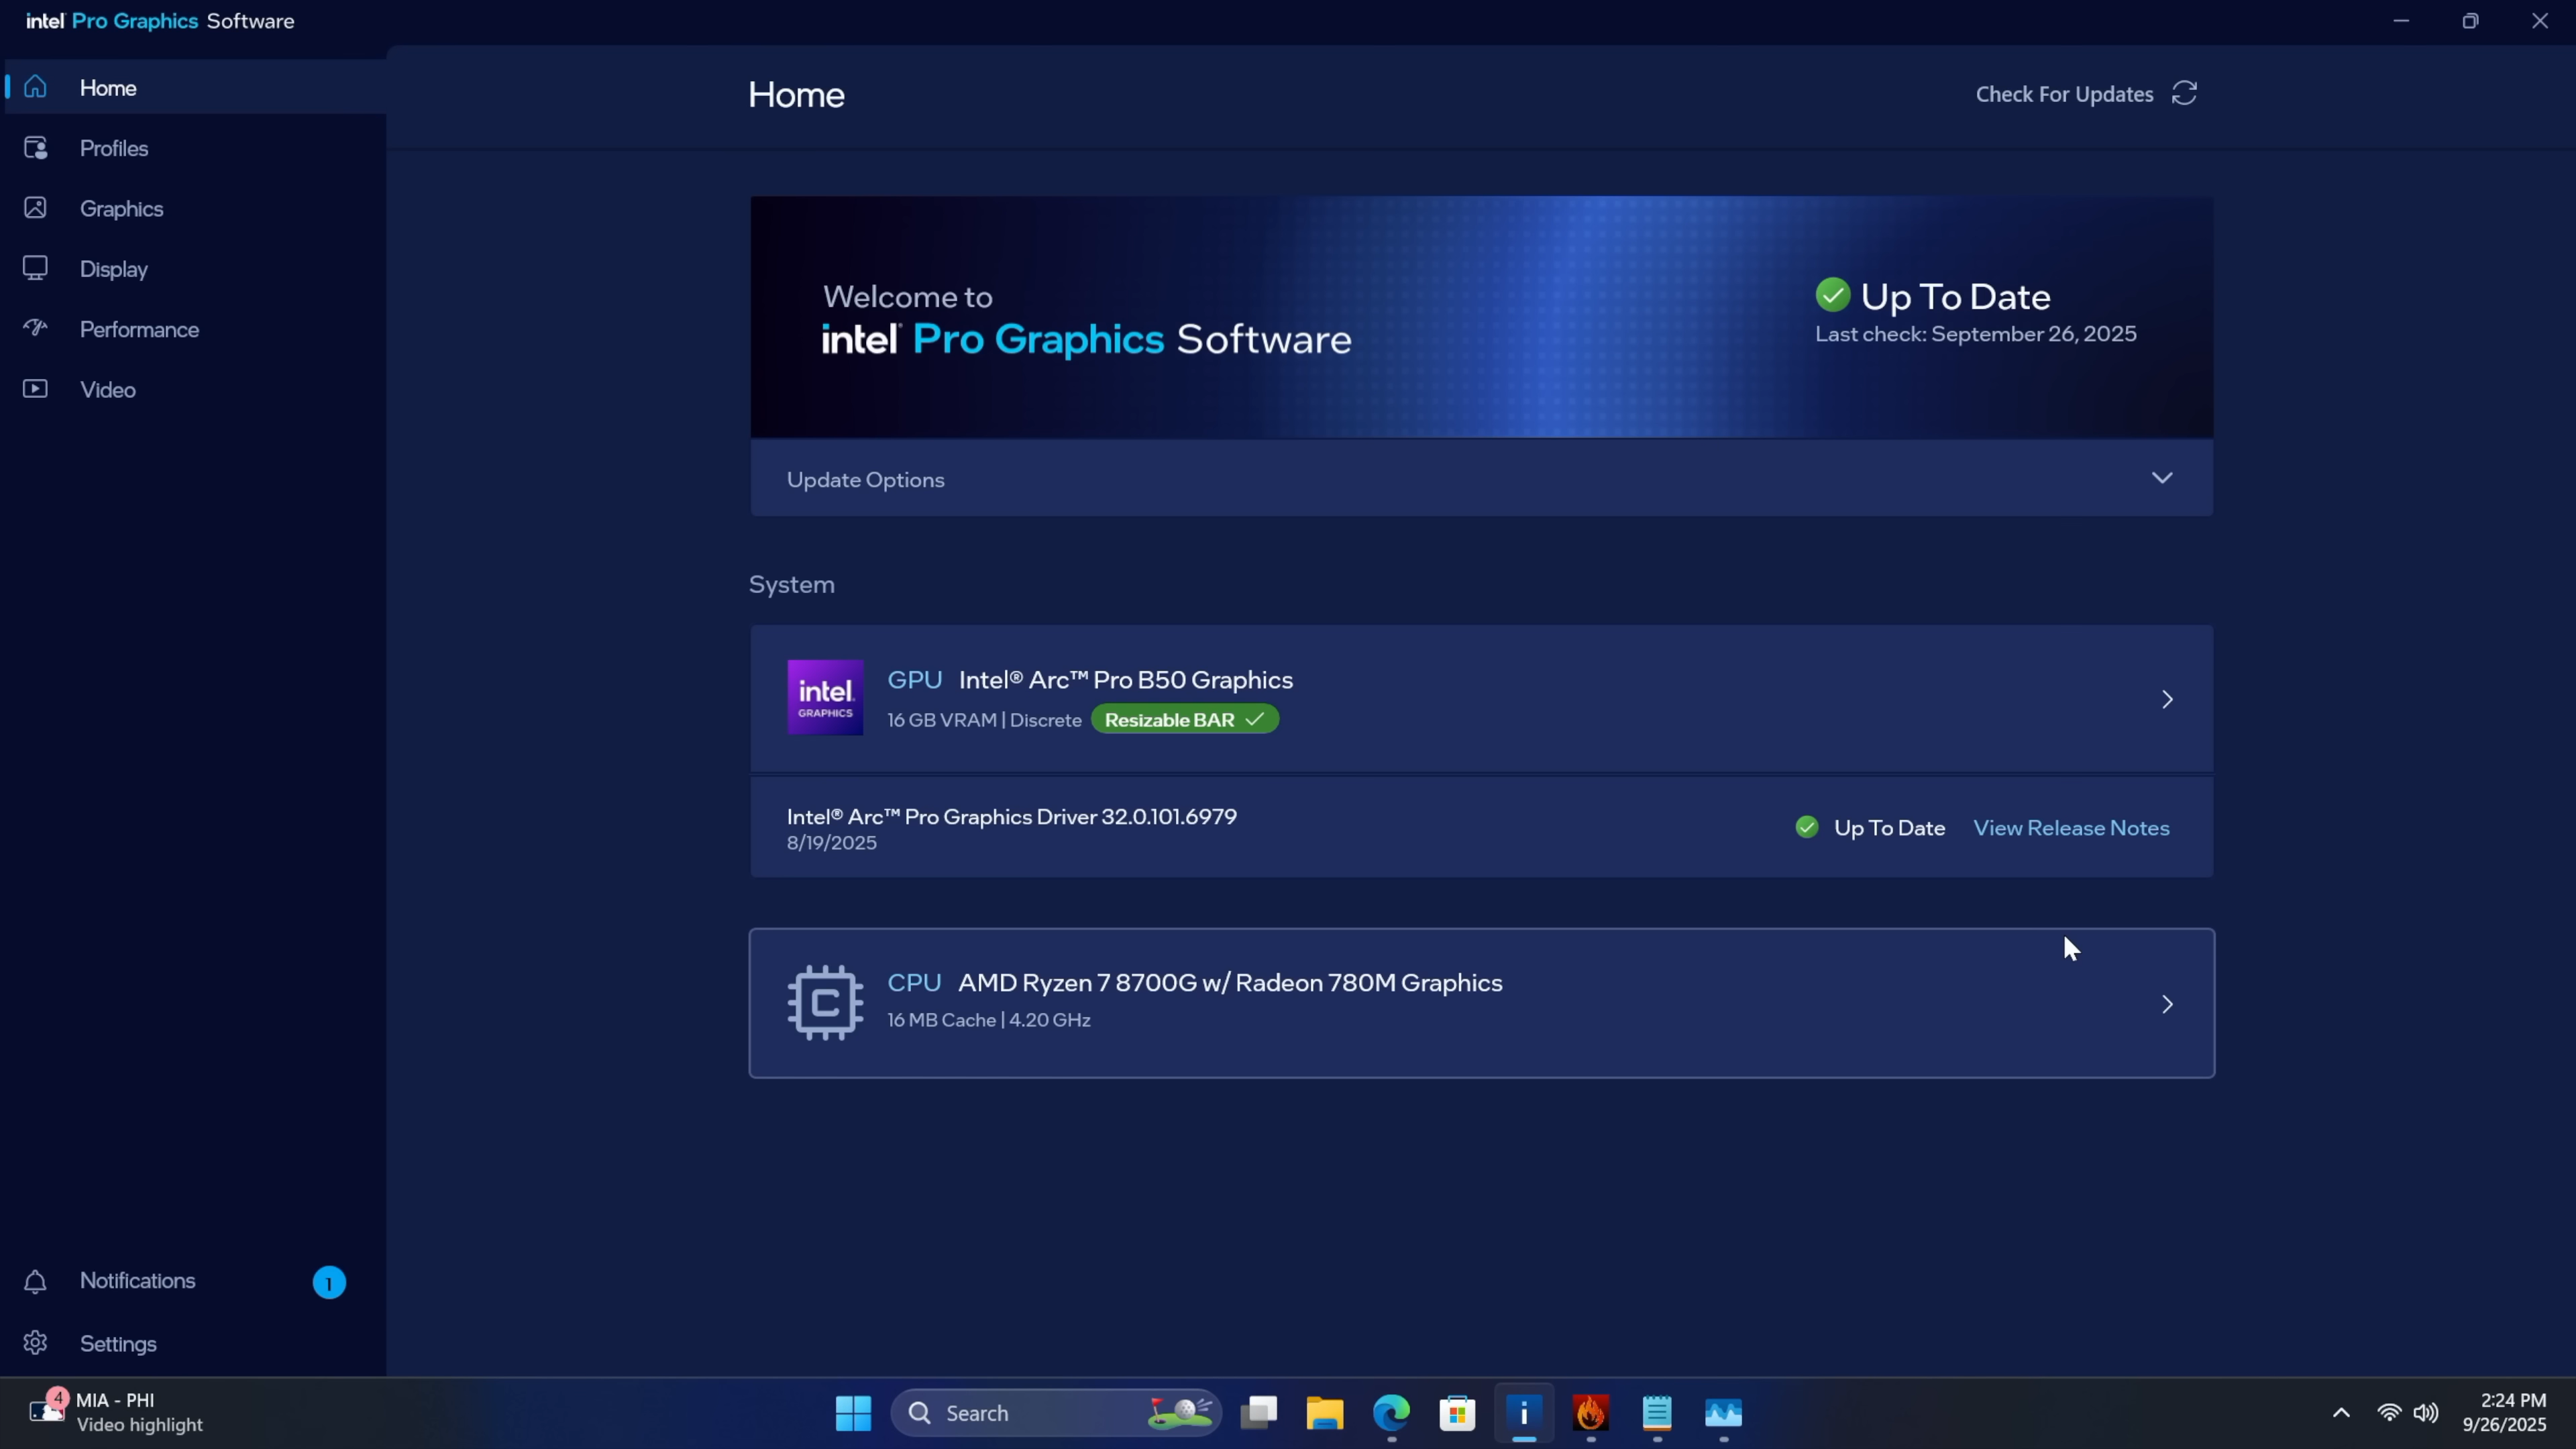 intel Pro Graphics Software
Home
Profiles
Graphics
Display
Performance
Video
Notifications
1
Settings
Home
Check For Updates
Welcome to
intel Pro Graphics Software
Up To Date
Last check: September 26, 2025
Update Options
System
intel
GRAPHICS
GPU Intel® Arc™ Pro B50 Graphics
16 GB VRAM | Discrete Resizable BAR
Intel® Arc™ Pro Graphics Driver 32.0.101.6979
8/19/2025
Up To Date View Release Notes
CPU AMD Ryzen 7 8700G w/ Radeon 780M Graphics
16 MB Cache | 4.20 GHz
4
MIA - PHI
Video highlight
Search
2:24 PM
9/26/2025